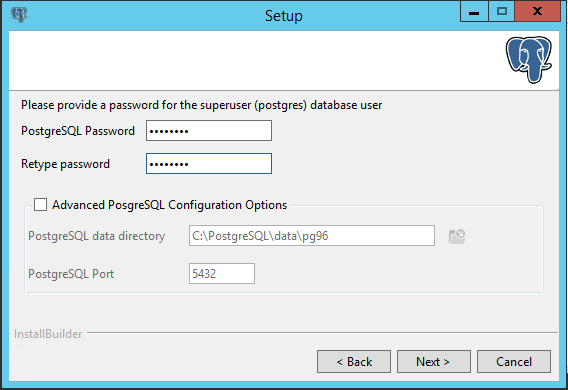 Setup
Please provide a password for the superuser (postgres) database user
PostgreSQL Password ••••••••
Retype password ••••••••
Advanced PosgreSQL Configuration Options
PostgreSQL data directory C:\PostgreSQL\data\pg96
PostgreSQL Port 5432
InstallBuilder
< Back Next > Cancel